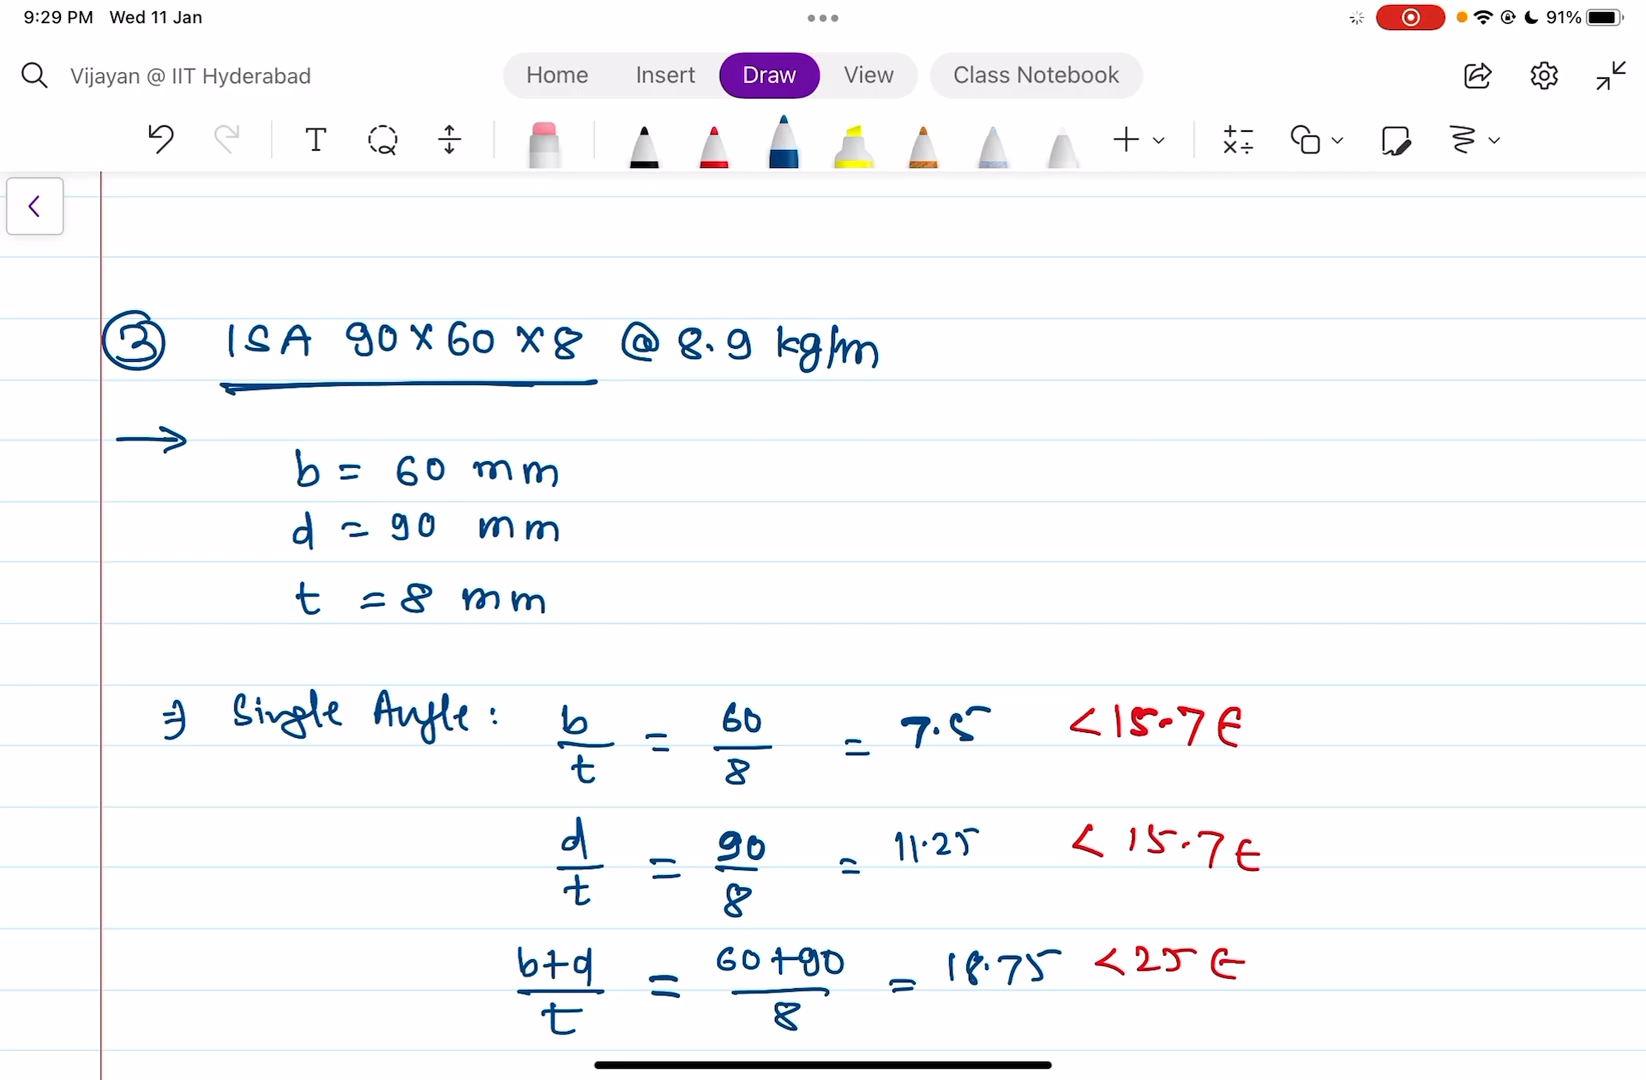 9:29 PM Wed 11 Jan
91%
Vijayan @ IIT Hyderabad
Home Insert Draw View Class Notebook
T
③ ISA 90 × 60 × 8 @ 8.9 kg/m
→
b = 60 mm
d = 90 mm
t = 8 mm
⇒ Single Angle: b/t = 60/8 = 7.5 < 15.7 ϵ
d/t = 90/8 = 11.25 < 15.7 ϵ
b+d/t = 60+90/8 = 18.75 < 25 ϵ